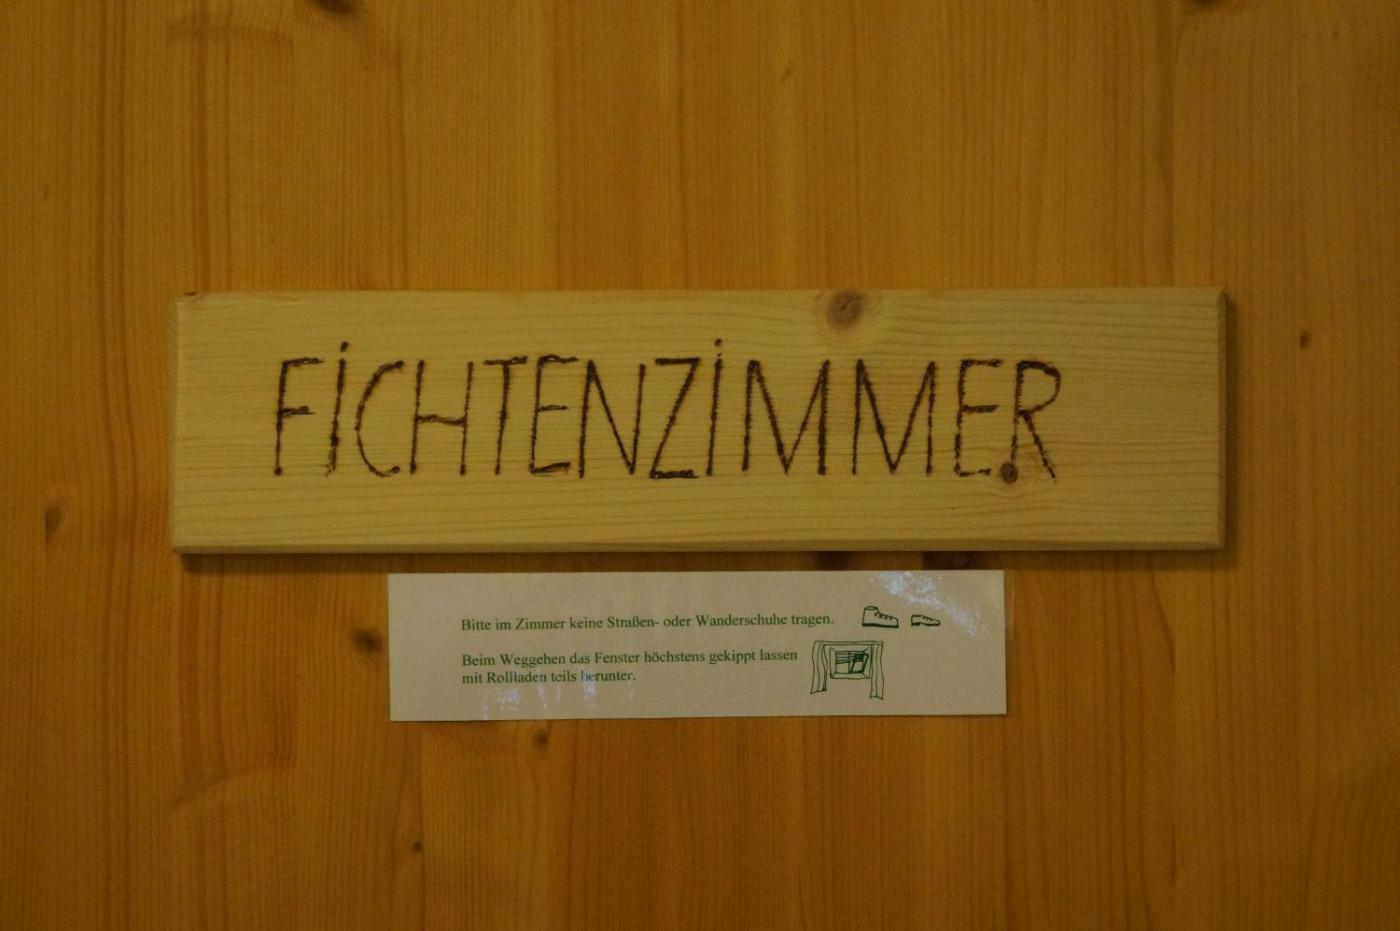 FICHTENZIMMER
Bitte im Zimmer keine Straßen- oder Wanderschuhe tragen.
Beim Weggehen das Fenster höchstens gekippt lassen
mit Rollladen teils herunter.